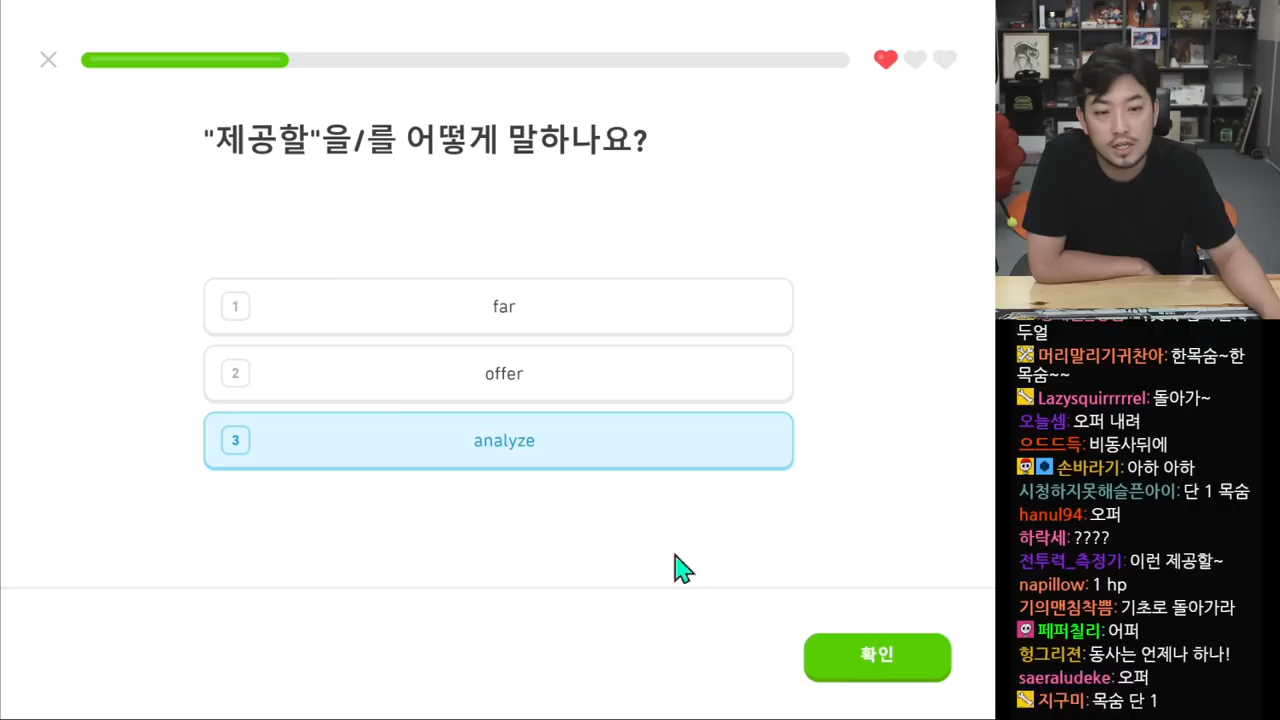 "제공할"을/를 어떻게 말하나요?
1 far
2 offer
3 analyze
확인
두얼
머리말리기귀찮아: 한목숨~한
목숨~~
Lazysquirrrrrel: 돌아가~
오늘셈: 오퍼 내려
으드드득: 비동사뒤에
손바라기: 아하 아하
시청하지못해슬픈아이: 단 1 목숨
hanul94: 오퍼
하락세: ????
전투력_측정기: 이런 제공할~
napillow: 1 hp
기의맨침착쁨: 기초로 돌아가라
페퍼칠리: 어퍼
헝그리젼: 동사는 언제나 하나!
saeraludeke: 오퍼
지구미: 목숨 단 1